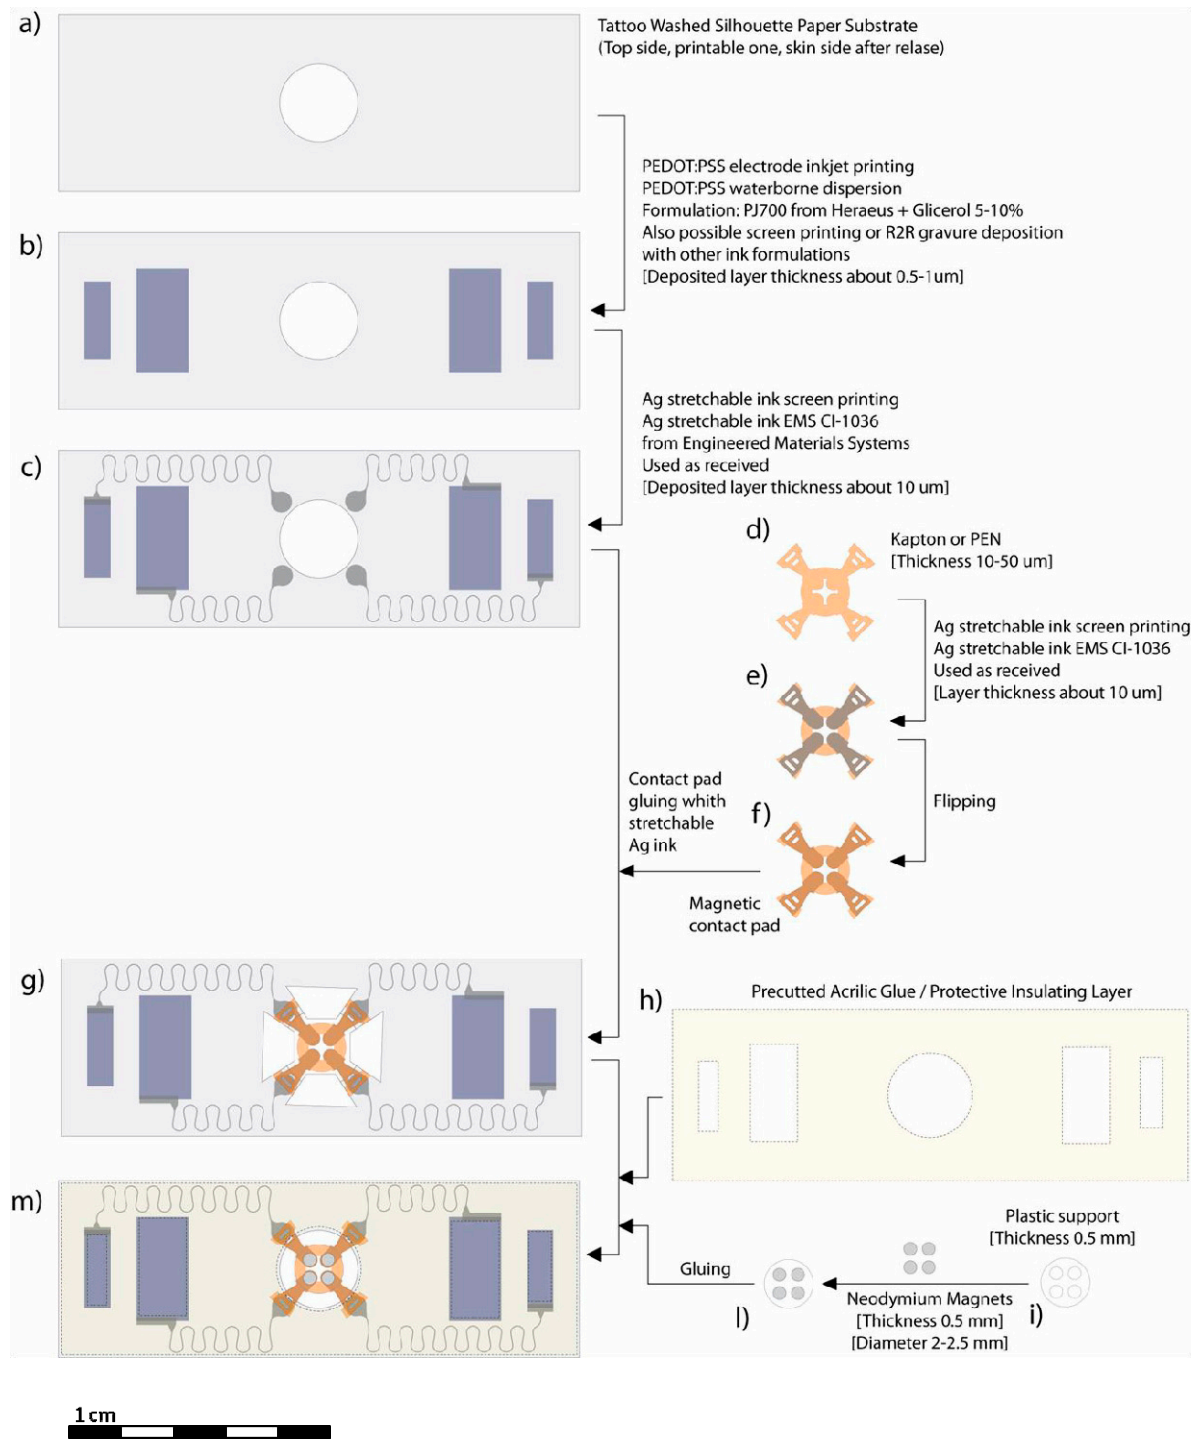 a)
Tattoo Washed Silhouette Paper Substrate
(Top side, printable one, skin side after relase)
PEDOT:PSS electrode inkjet printing
PEDOT:PSS waterborne dispersion
Formulation: PJ700 from Heraeus + Glicerol 5-10%
Also possible screen printing or R2R gravure deposition
with other ink formulations
[Deposited layer thickness about 0.5-1um]
b)
Ag stretchable ink screen printing
Ag stretchable ink EMS CI-1036
from Engineered Materials Systems
Used as received
[Deposited layer thickness about 10 um]
c)
d)
Kapton or PEN
[Thickness 10-50 um]
Ag stretchable ink screen printing
Ag stretchable ink EMS CI-1036
Used as received
[Layer thickness about 10 um]
e)
Flipping
f)
Contact pad
gluing whith
stretchable
Ag ink
Magnetic
contact pad
g)
h)
Precutted Acrilic Glue / Protective Insulating Layer
m)
Plastic support
[Thickness 0.5 mm]
Gluing
Neodymium Magnets
[Thickness 0.5 mm]
[Diameter 2-2.5 mm]
l)
i)
1 cm